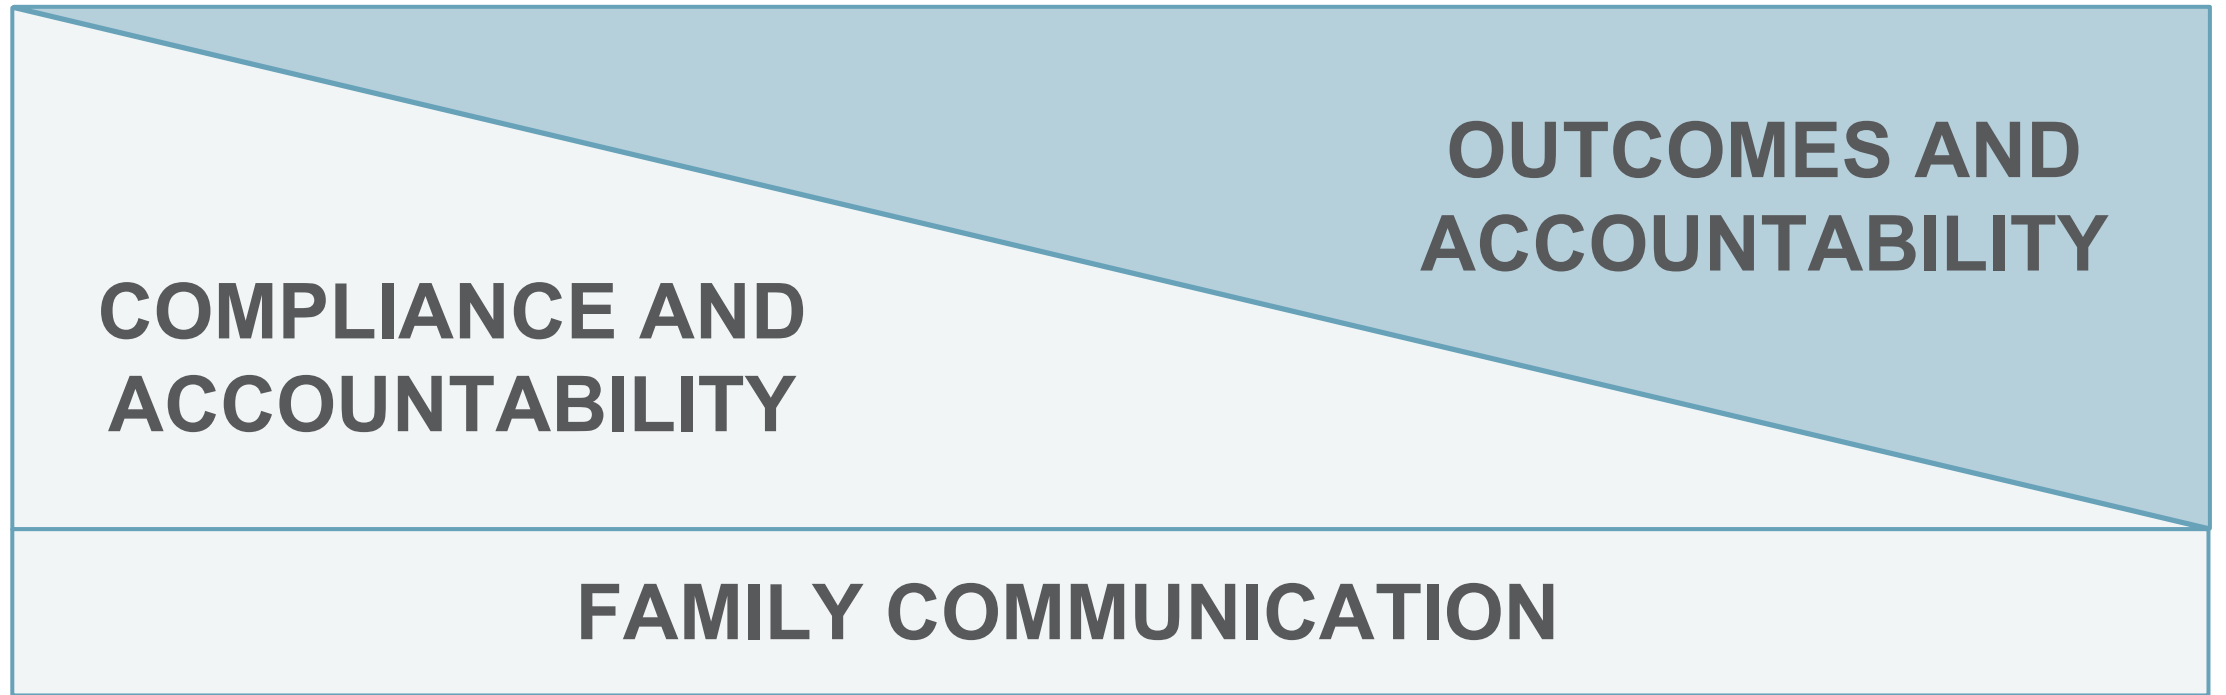 OUTCOMES AND
ACCOUNTABILITY
COMPLIANCE AND
ACCOUNTABILITY
FAMILY COMMUNICATION